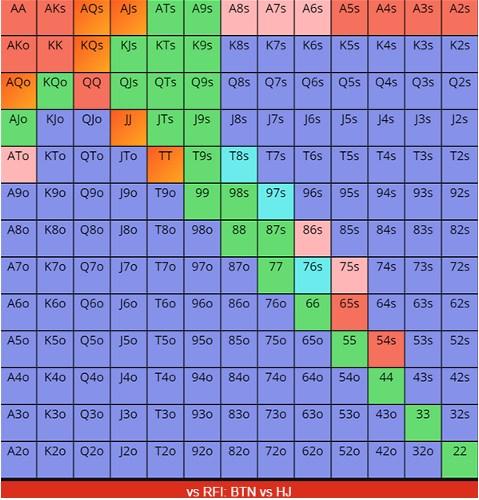 AA AKs AQs AJs ATs A9s A8s A7s A6s A5s A4s A3s A2s
AKo KK KQs KJs KTs K9s K8s K7s K6s K5s K4s K3s K2s
AQo KQo QQ QJs QTs Q9s Q8s Q7s Q6s Q5s Q4s Q3s Q2s
AJo KJo QJo JJ JTs J9s J8s J7s J6s J5s J4s J3s J2s
ATo KTo QTo JTo TT T9s T8s T7s T6s T5s T4s T3s T2s
A9o K9o Q9o J9o T9o 99 98s 97s 96s 95s 94s 93s 92s
A8o K8o Q8o J8o T8o 98o 88 87s 86s 85s 84s 83s 82s
A7o K7o Q7o J7o T7o 97o 87o 77 76s 75s 74s 73s 72s
A6o K6o Q6o J6o T6o 96o 86o 76o 66 65s 64s 63s 62s
A5o K5o Q5o J5o T5o 95o 85o 75o 65o 55 54s 53s 52s
A4o K4o Q4o J4o T4o 94o 84o 74o 64o 54o 44 43s 42s
A3o K3o Q3o J3o T3o 93o 83o 73o 63o 53o 43o 33 32s
A2o K2o Q2o J2o T2o 92o 82o 72o 62o 52o 42o 32o 22
vs RFI: BTN vs HJ